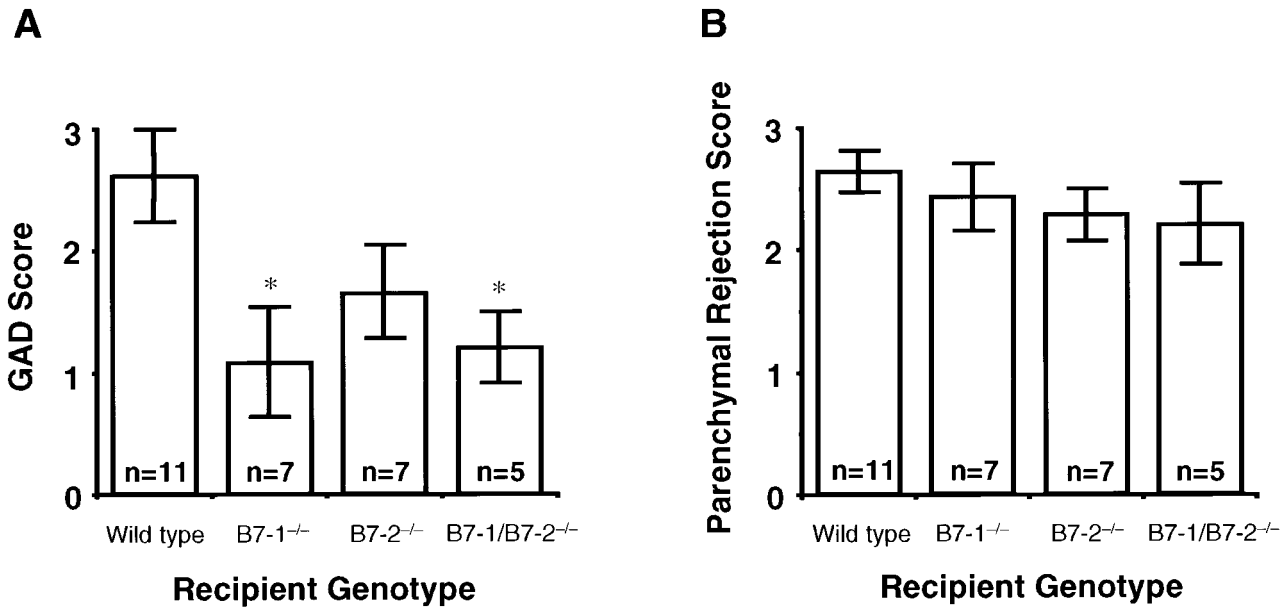 A
GAD Score
3
2
1
0
*
*
n=11
n=7
n=7
n=5
Wild type
B7-1⁻/⁻
B7-2⁻/⁻
B7-1/B7-2⁻/⁻
Recipient Genotype
B
Parenchymal Rejection Score
3
2
1
0
n=11
n=7
n=7
n=5
Wild type
B7-1⁻/⁻
B7-2⁻/⁻
B7-1/B7-2⁻/⁻
Recipient Genotype